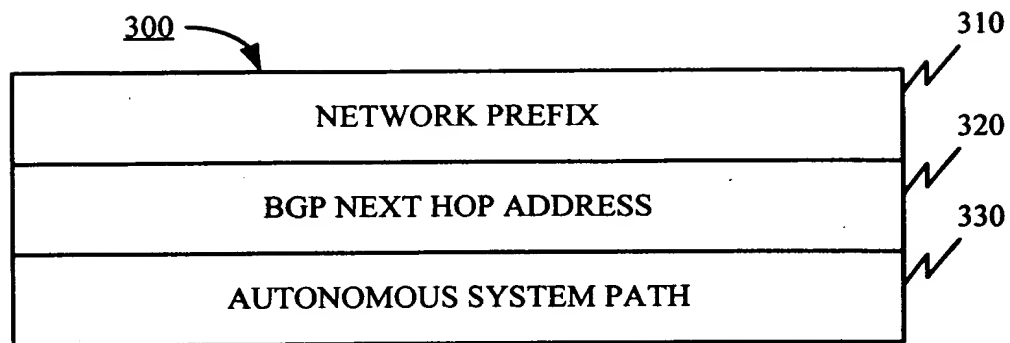 300
310
NETWORK PREFIX
320
BGP NEXT HOP ADDRESS
330
AUTONOMOUS SYSTEM PATH